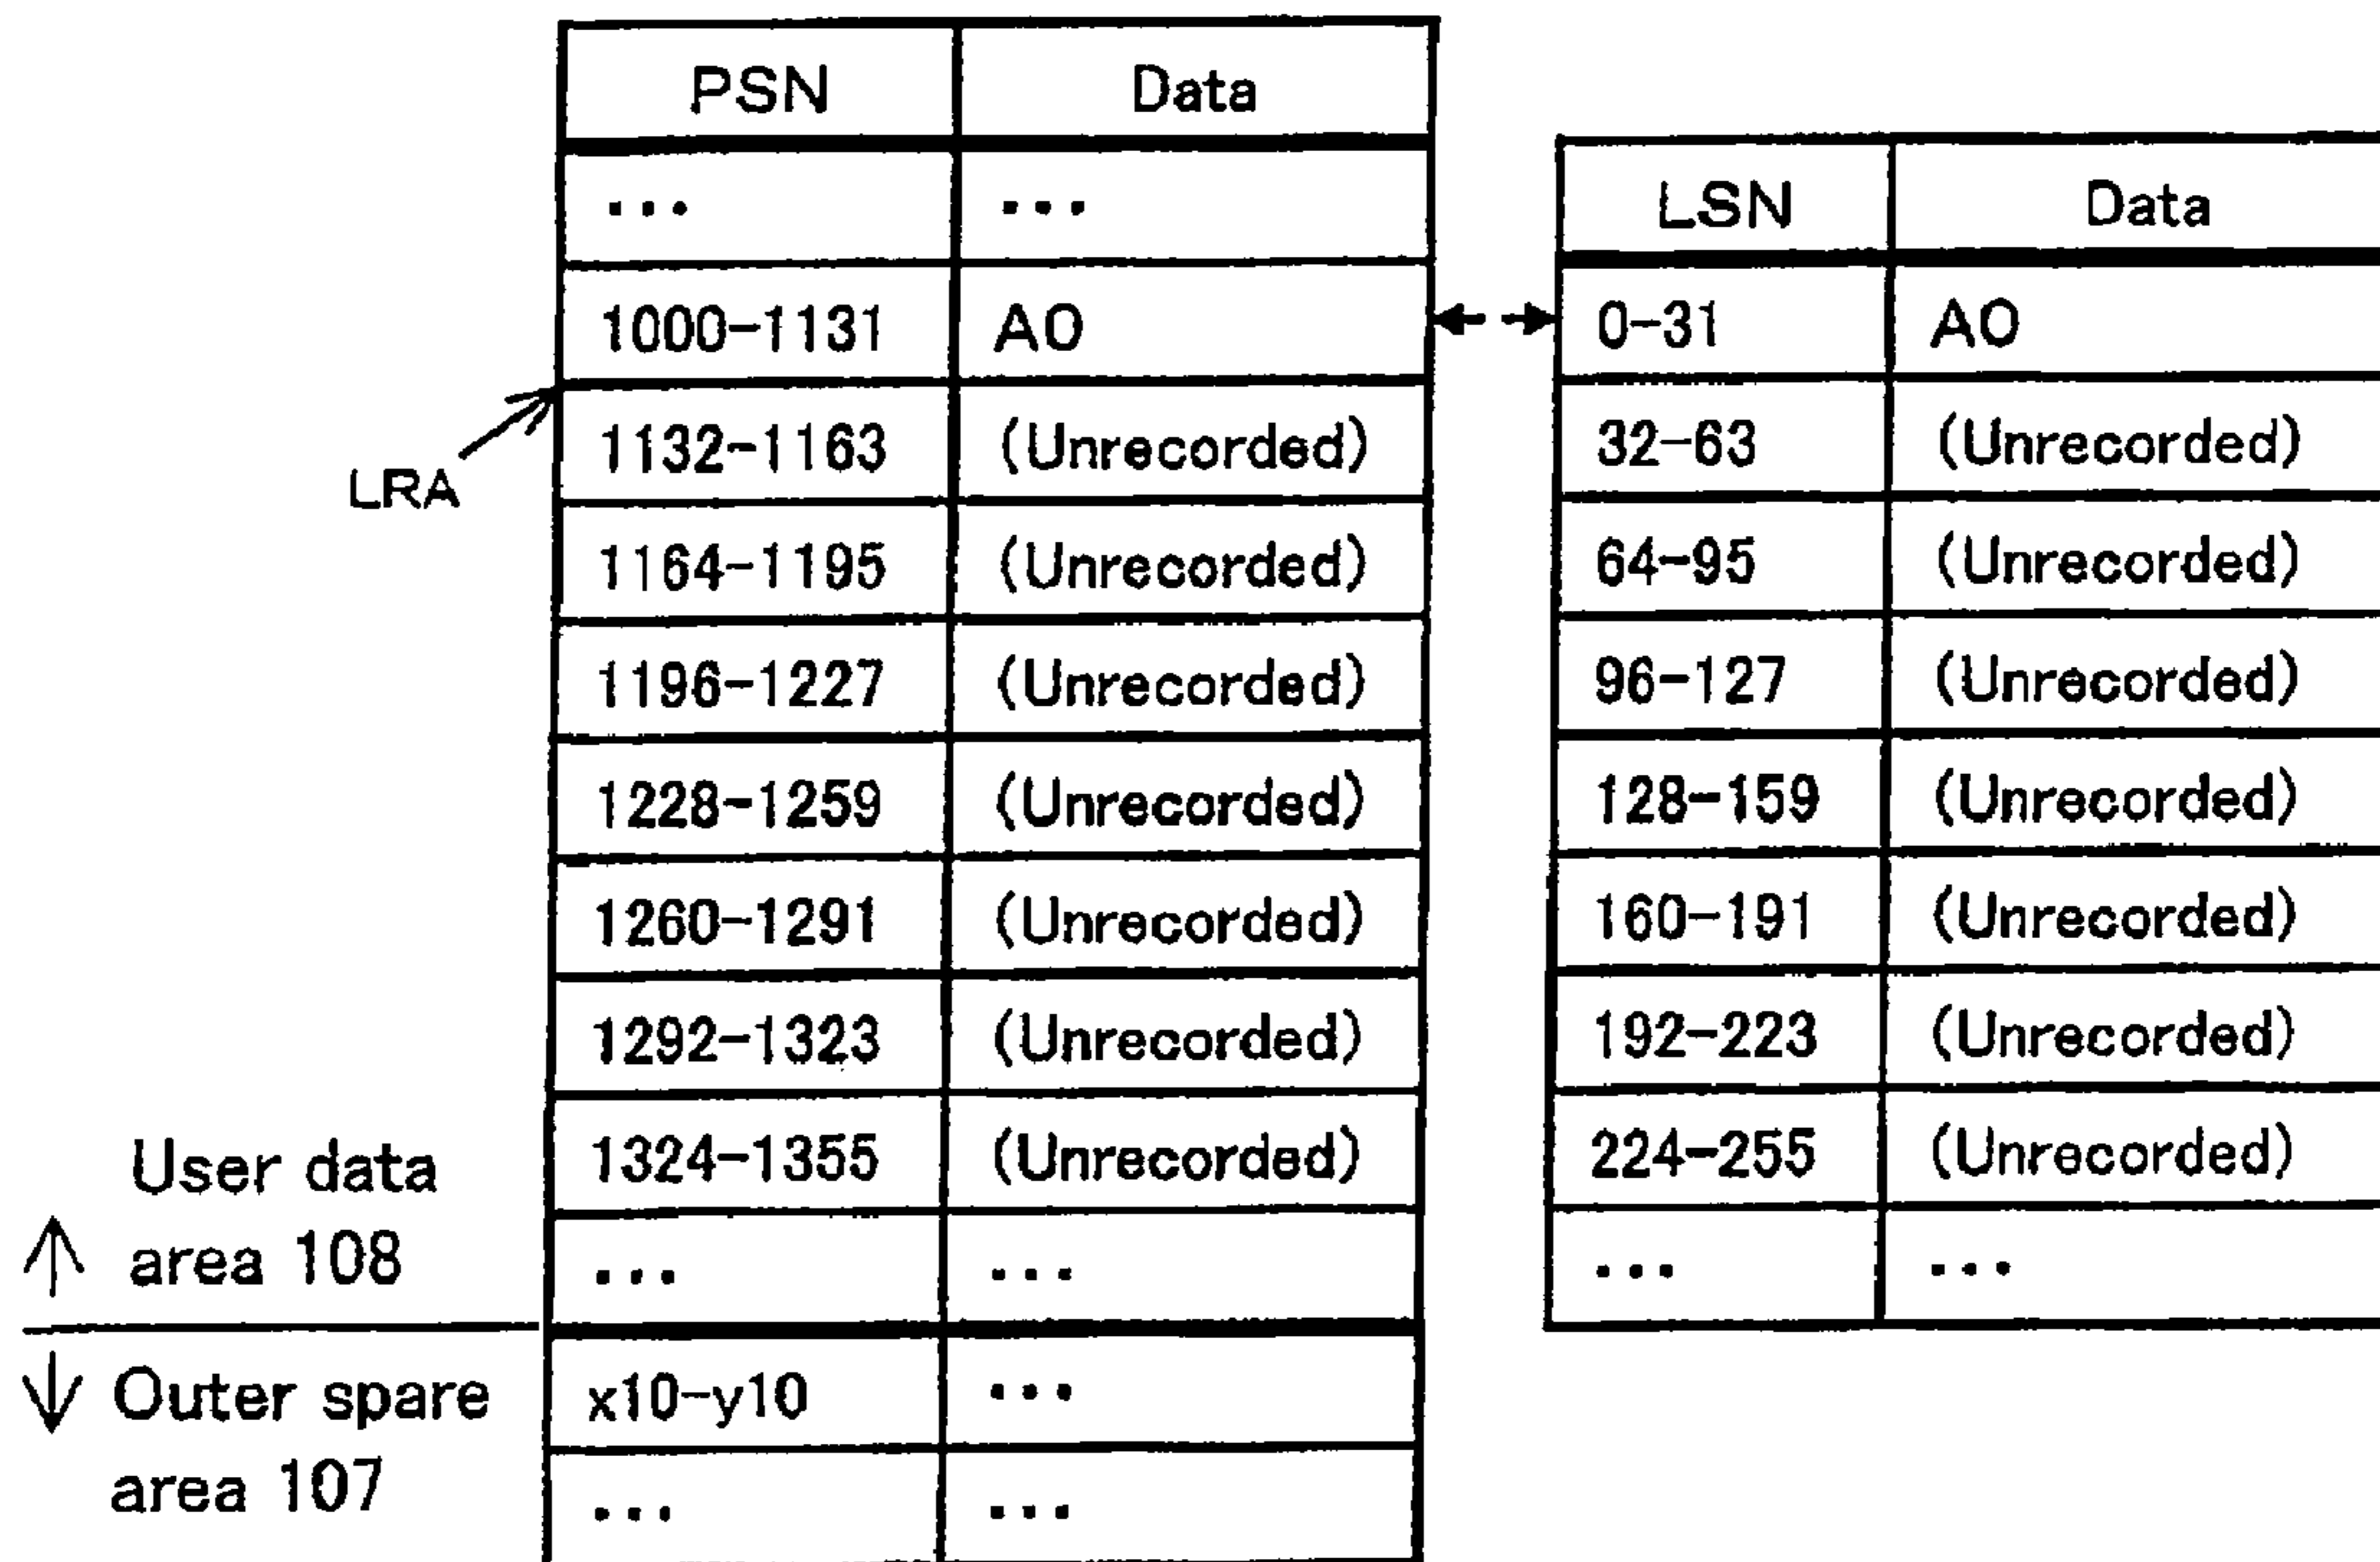 PSN Data
... ...
1000-1131 A0
LRA
1132-1163 (Unrecorded)
1164-1195 (Unrecorded)
1196-1227 (Unrecorded)
1228-1259 (Unrecorded)
1260-1291 (Unrecorded)
1292-1323 (Unrecorded)
1324-1355 (Unrecorded)
... ...
x10-y10 ...
... ...
User data
↑ area 108
↓ Outer spare
area 107
LSN Data
0-31 A0
32-63 (Unrecorded)
64-95 (Unrecorded)
96-127 (Unrecorded)
128-159 (Unrecorded)
160-191 (Unrecorded)
192-223 (Unrecorded)
224-255 (Unrecorded)
... ...